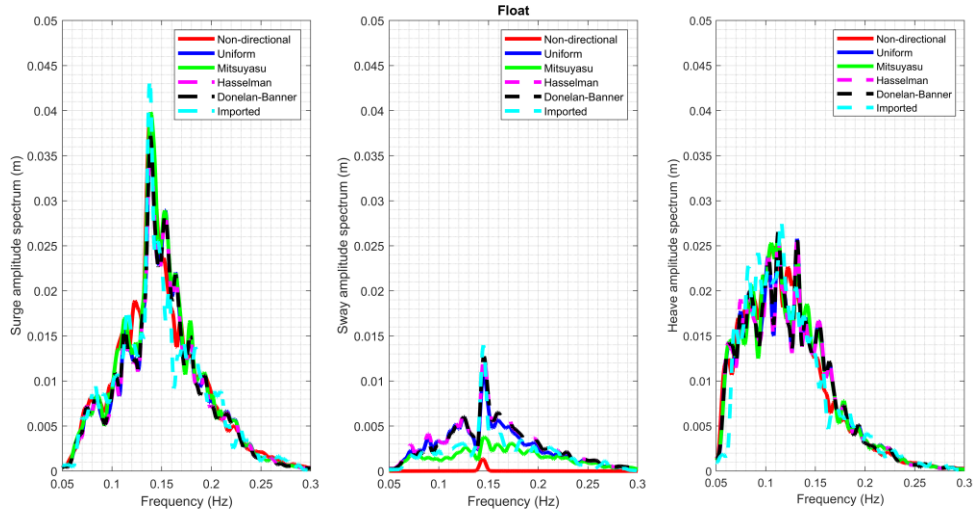 Float
Surge amplitude spectrum (m)
0.05
0.045
0.04
0.035
0.03
0.025
0.02
0.015
0.01
0.005
0
0.05 0.1 0.15 0.2 0.25 0.3
Frequency (Hz)
Non-directional
Uniform
Mitsuyasu
Hasselman
Donelan-Banner
Imported
Sway amplitude spectrum (m)
0.05
0.045
0.04
0.035
0.03
0.025
0.02
0.015
0.01
0.005
0
0.05 0.1 0.15 0.2 0.25 0.3
Frequency (Hz)
Non-directional
Uniform
Mitsuyasu
Hasselman
Donelan-Banner
Imported
Heave amplitude spectrum (m)
0.05
0.045
0.04
0.035
0.03
0.025
0.02
0.015
0.01
0.005
0
0.05 0.1 0.15 0.2 0.25 0.3
Frequency (Hz)
Non-directional
Uniform
Mitsuyasu
Hasselman
Donelan-Banner
Imported